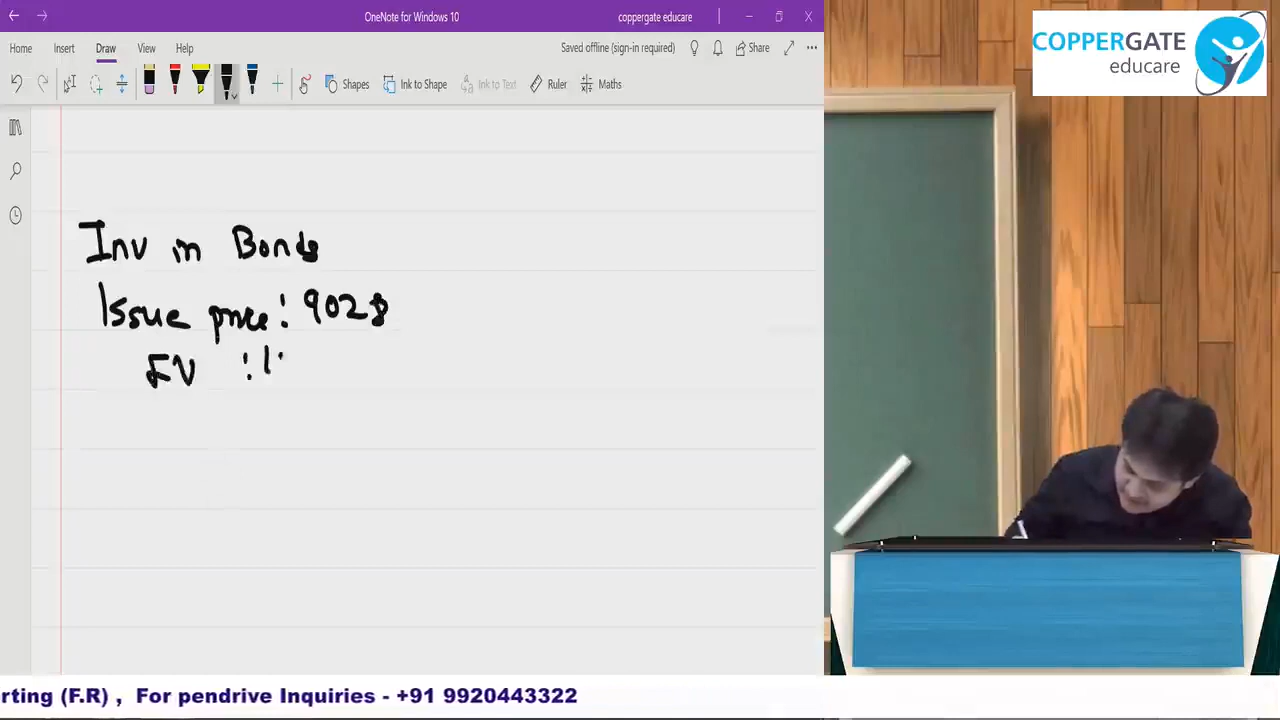 OneNote for Windows 10
coppergate educare
COPPERGATE
educare
Home Insert Draw View Help
Saved offline (sign-in required)
Share
Shapes
Ink to Shape
Ink to Text
Ruler
Maths
Inv in Bonds
Issue price : 9028
FV : 1
rting (F.R) , For pendrive Inquiries - +91 9920443322